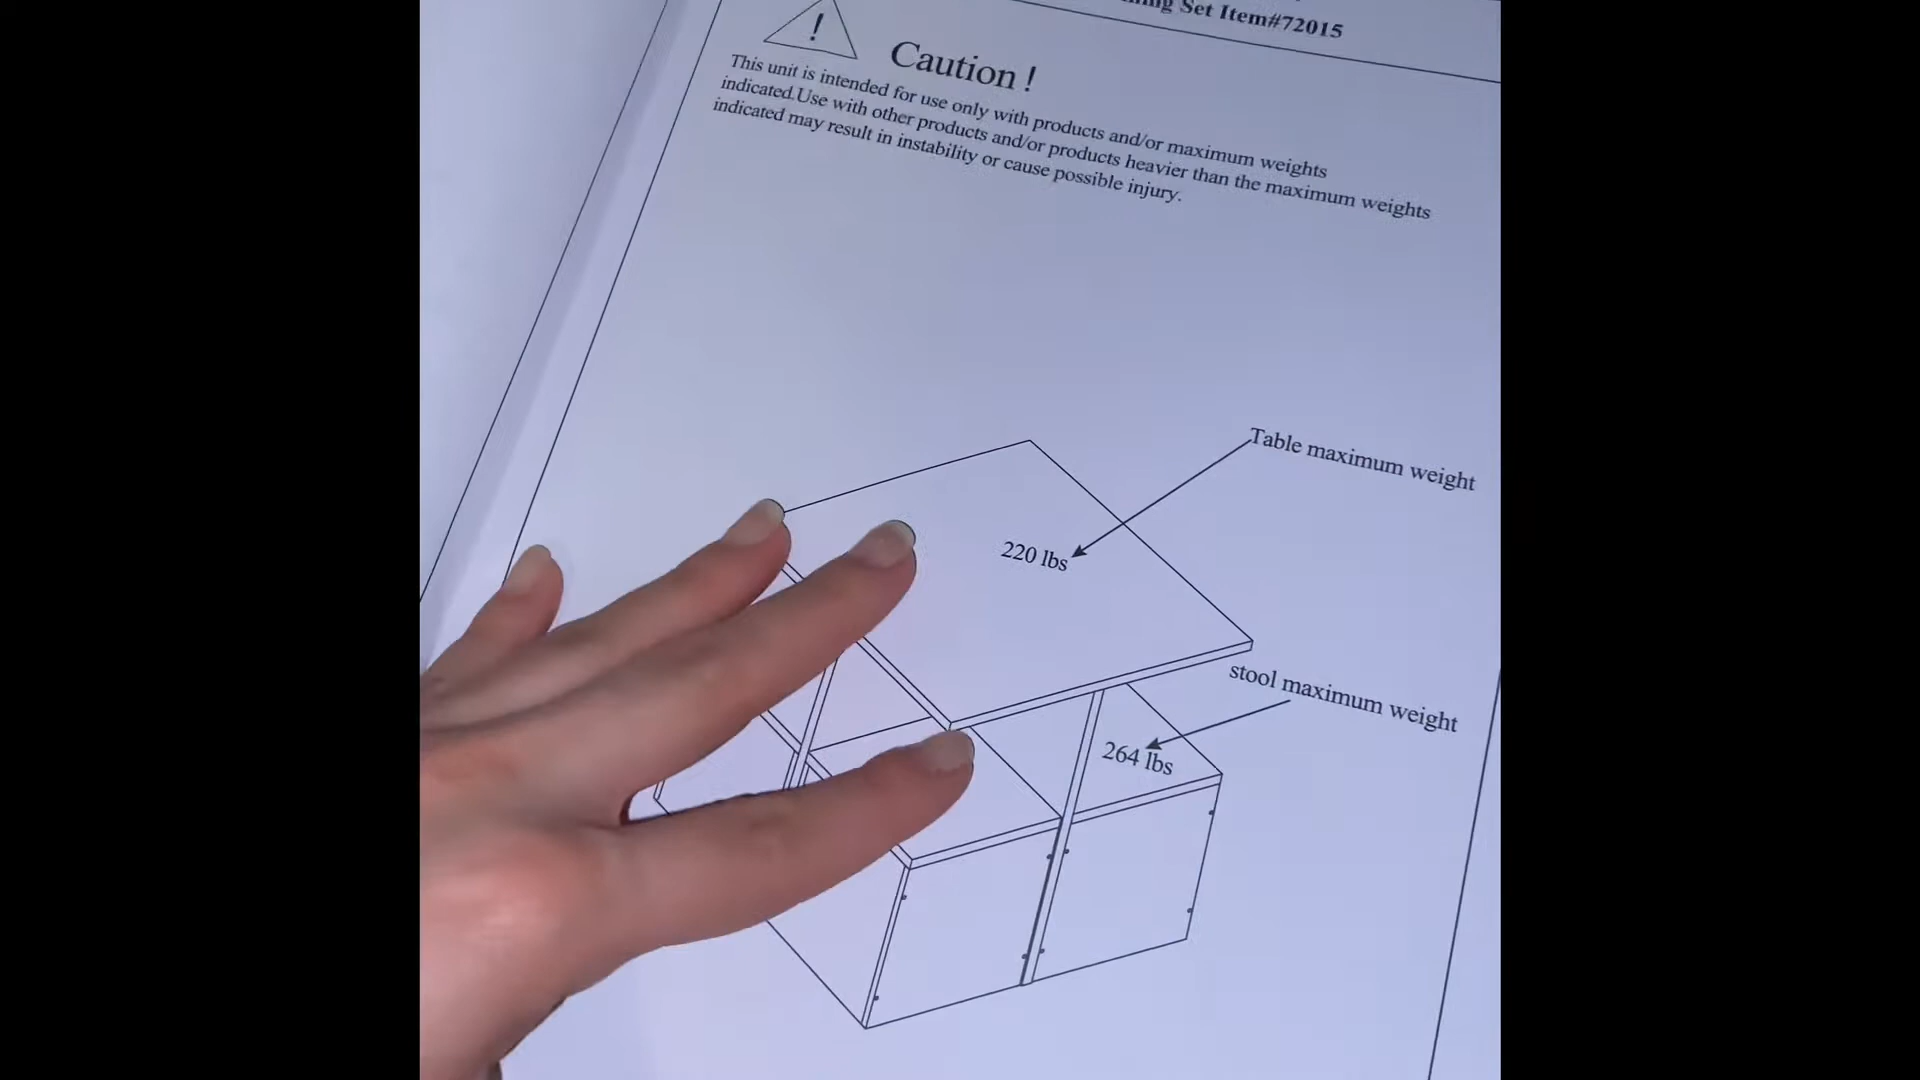 Set Item#72015
!
Caution !
This unit is intended for use only with products and/or maximum weights
indicated.Use with other products and/or products heavier than the maximum weights
indicated may result in instability or cause possible injury.
Table maximum weight
220 lbs
stool maximum weight
264 lbs